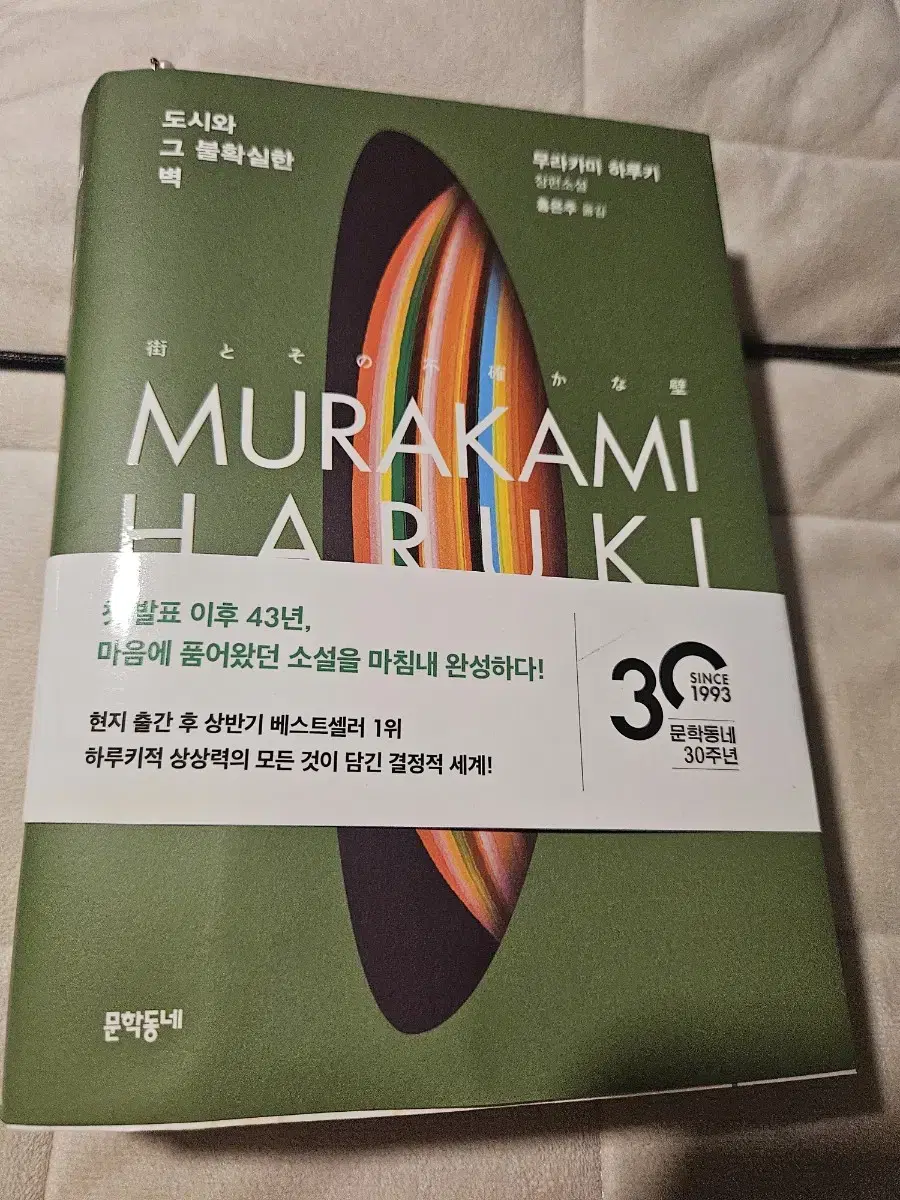 도시와
그 불확실한
벽
무라카미 하루키
장편소설
홍은주 옮김
街とその不確かな壁
MURAKAMI
HARUKI
첫 발표 이후 43년,
마음에 품어왔던 소설을 마침내 완성하다!
현지 출간 후 상반기 베스트셀러 1위
하루키적 상상력의 모든 것이 담긴 결정적 세계!
30
SINCE
1993
문학동네
30주년
문학동네